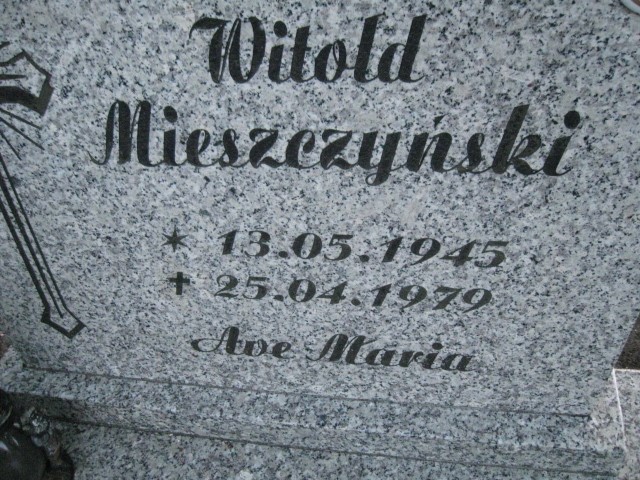 Witold
Mieszczyński
* 13.05.1945
✝ 25.04.1979
Ave Maria